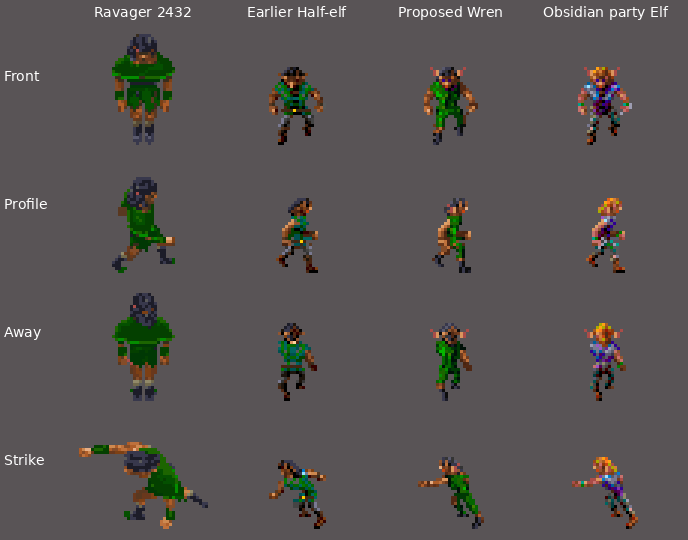 Ravager 2432 Earlier Half-elf Proposed Wren Obsidian party Elf
Front
Profile
Away
Strike